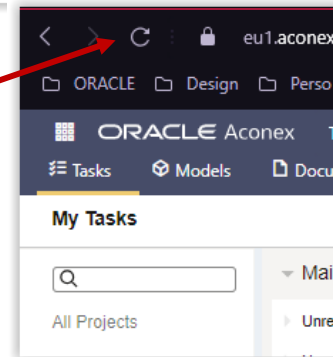 eu1.aconex
ORACLE Design Perso
ORACLE Aconex
Tasks Models Docu
My Tasks
Mai
All Projects
Unre